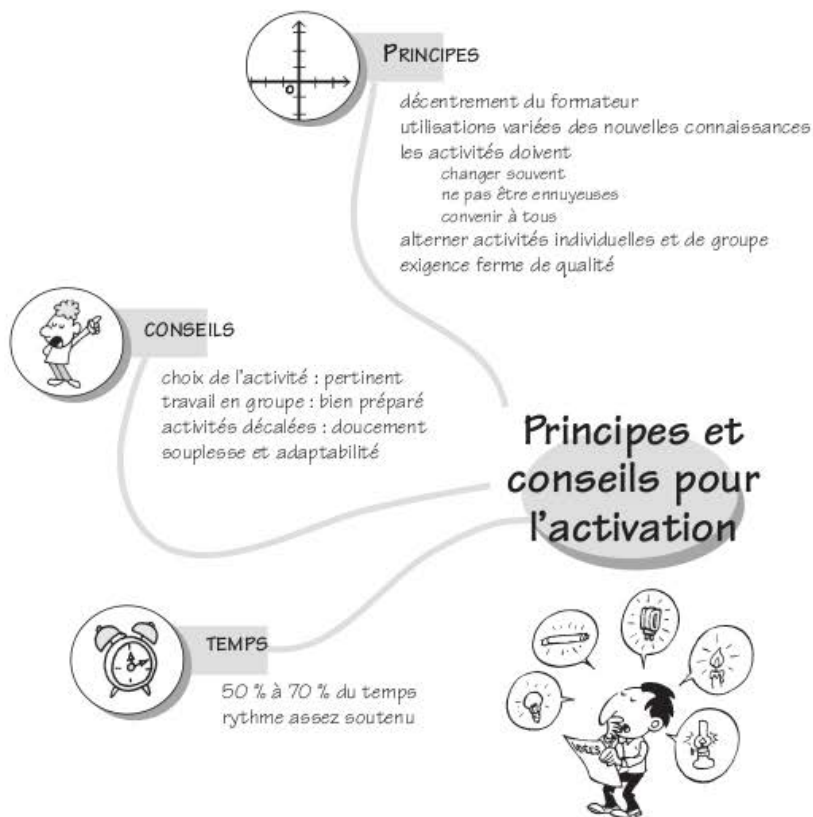 PRINCIPES
décentrement du formateur
utilisations variées des nouvelles connaissances
les activités doivent
changer souvent
ne pas être ennuyeuses
convenir à tous
alterner activités individuelles et de groupe
exigence ferme de qualité
CONSEILS
choix de l'activité : pertinent
travail en groupe : bien préparé
activités décalées : doucement
souplesse et adaptabilité
Principes et
conseils pour
l'activation
TEMPS
50 % à 70 % du temps
rythme assez soutenu